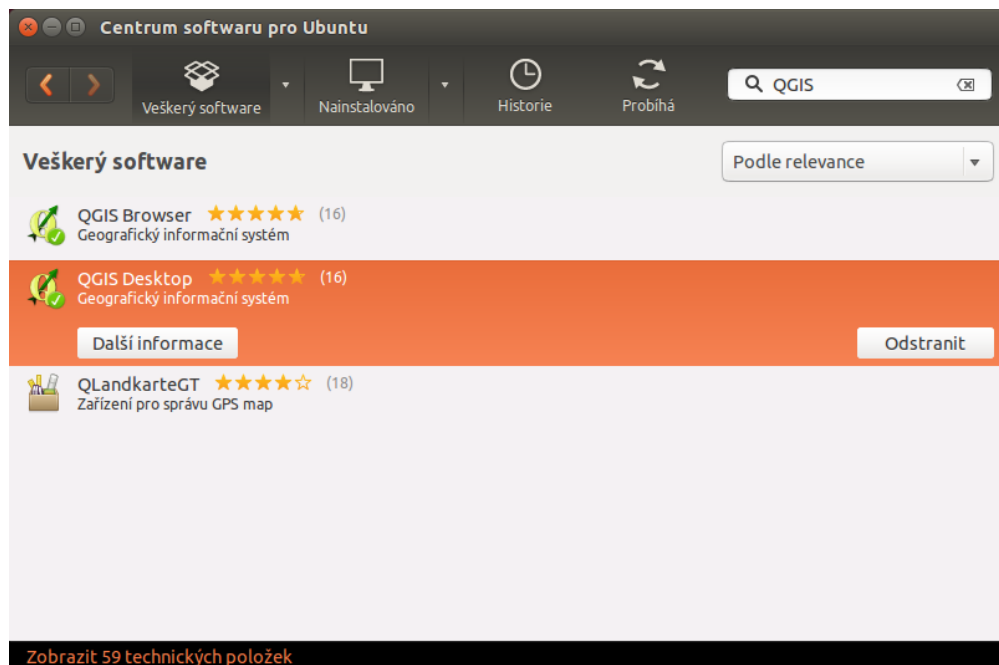 Centrum softwaru pro Ubuntu
Veškerý software
Nainstalováno
Historie
Probíhá
QGIS
Veškerý software
Podle relevance
QGIS Browser (16)
Geografický informační systém
QGIS Desktop (16)
Geografický informační systém
Další informace
Odstranit
QLandkarteGT (18)
Zařízení pro správu GPS map
Zobrazit 59 technických položek